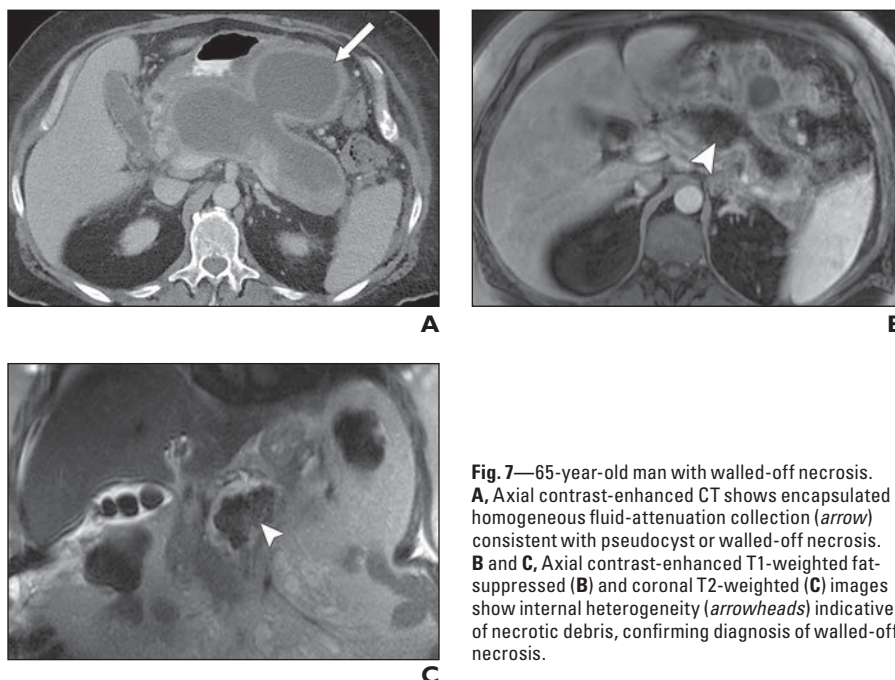 A
B
C
Fig. 7—65-year-old man with walled-off necrosis.
A, Axial contrast-enhanced CT shows encapsulated
homogeneous fluid-attenuation collection (arrow)
consistent with pseudocyst or walled-off necrosis.
B and C, Axial contrast-enhanced T1-weighted fat-
suppressed (B) and coronal T2-weighted (C) images
show internal heterogeneity (arrowheads) indicative
of necrotic debris, confirming diagnosis of walled-off
necrosis.